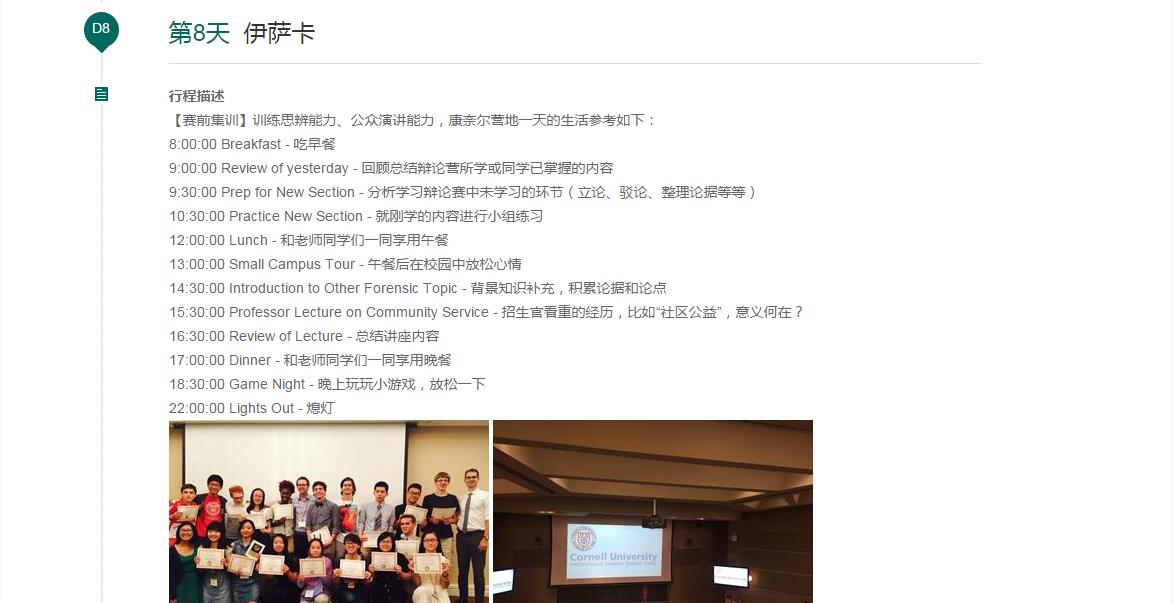 D8
第8天 伊萨卡
行程描述
【赛前集训】训练思辨能力、公众演讲能力，康奈尔营地一天的生活参考如下：
8:00:00 Breakfast - 吃早餐
9:00:00 Review of yesterday - 回顾总结辩论营所学或同学已掌握的内容
9:30:00 Prep for New Section - 分析学习辩论赛中未学习的环节（立论、驳论、整理论据等等）
10:30:00 Practice New Section - 就刚学的内容进行小组练习
12:00:00 Lunch - 和老师同学们一同享用午餐
13:00:00 Small Campus Tour - 午餐后在校园中放松心情
14:30:00 Introduction to Other Forensic Topic - 背景知识补充，积累论据和论点
15:30:00 Professor Lecture on Community Service - 招生官看重的经历，比如“社区公益”，意义何在？
16:30:00 Review of Lecture - 总结讲座内容
17:00:00 Dinner - 和老师同学们一同享用晚餐
18:30:00 Game Night - 晚上玩玩小游戏，放松一下
22:00:00 Lights Out - 熄灯
Cornell University
International Summer Debate Camp